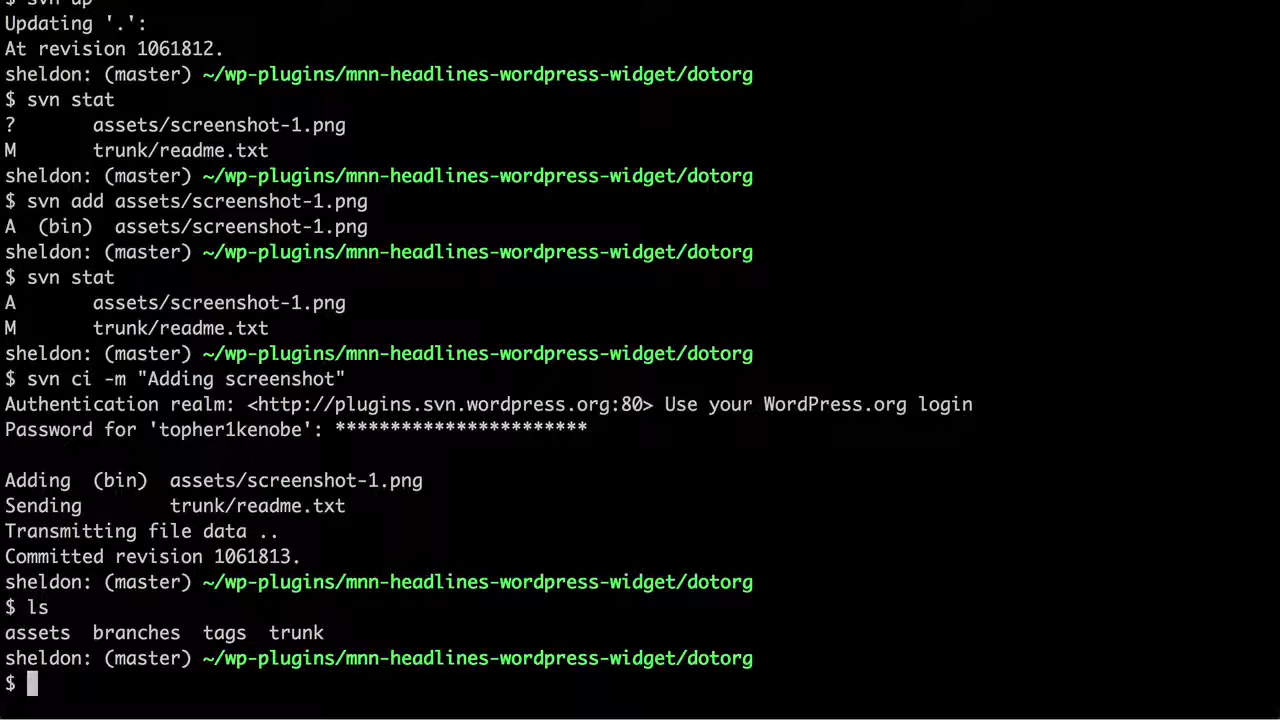 svn up
Updating '.':
At revision 1061812.
sheldon: (master) ~/wp-plugins/mnn-headlines-wordpress-widget/dotorg
$ svn stat
?       assets/screenshot-1.png
M       trunk/readme.txt
sheldon: (master) ~/wp-plugins/mnn-headlines-wordpress-widget/dotorg
$ svn add assets/screenshot-1.png
A  (bin)  assets/screenshot-1.png
sheldon: (master) ~/wp-plugins/mnn-headlines-wordpress-widget/dotorg
$ svn stat
A       assets/screenshot-1.png
M       trunk/readme.txt
sheldon: (master) ~/wp-plugins/mnn-headlines-wordpress-widget/dotorg
$ svn ci -m "Adding screenshot"
Authentication realm: <http://plugins.svn.wordpress.org:80> Use your WordPress.org login
Password for 'topher1kenobe': ***********************
Adding  (bin)  assets/screenshot-1.png
Sending        trunk/readme.txt
Transmitting file data ..
Committed revision 1061813.
sheldon: (master) ~/wp-plugins/mnn-headlines-wordpress-widget/dotorg
$ ls
assets  branches  tags  trunk
sheldon: (master) ~/wp-plugins/mnn-headlines-wordpress-widget/dotorg
$